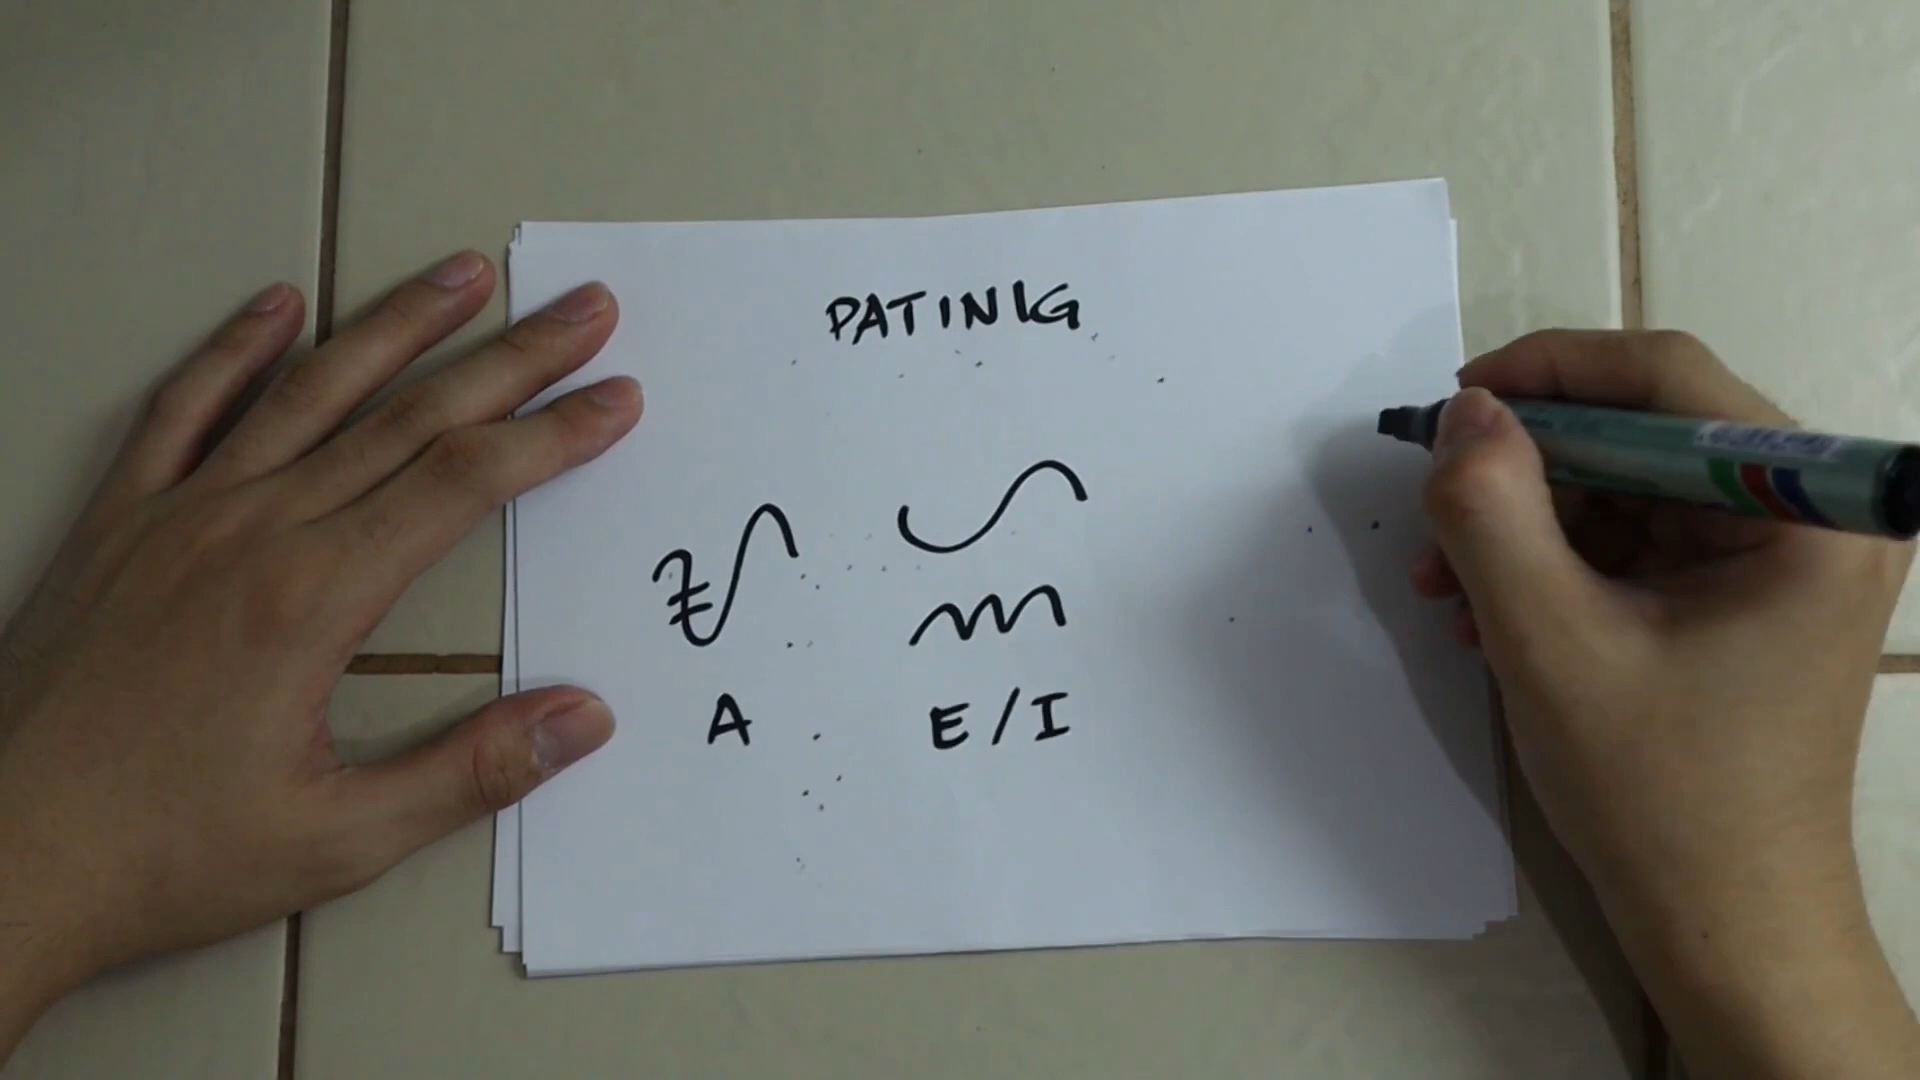 PATINIG
ᜀ ᜁ
A E/I